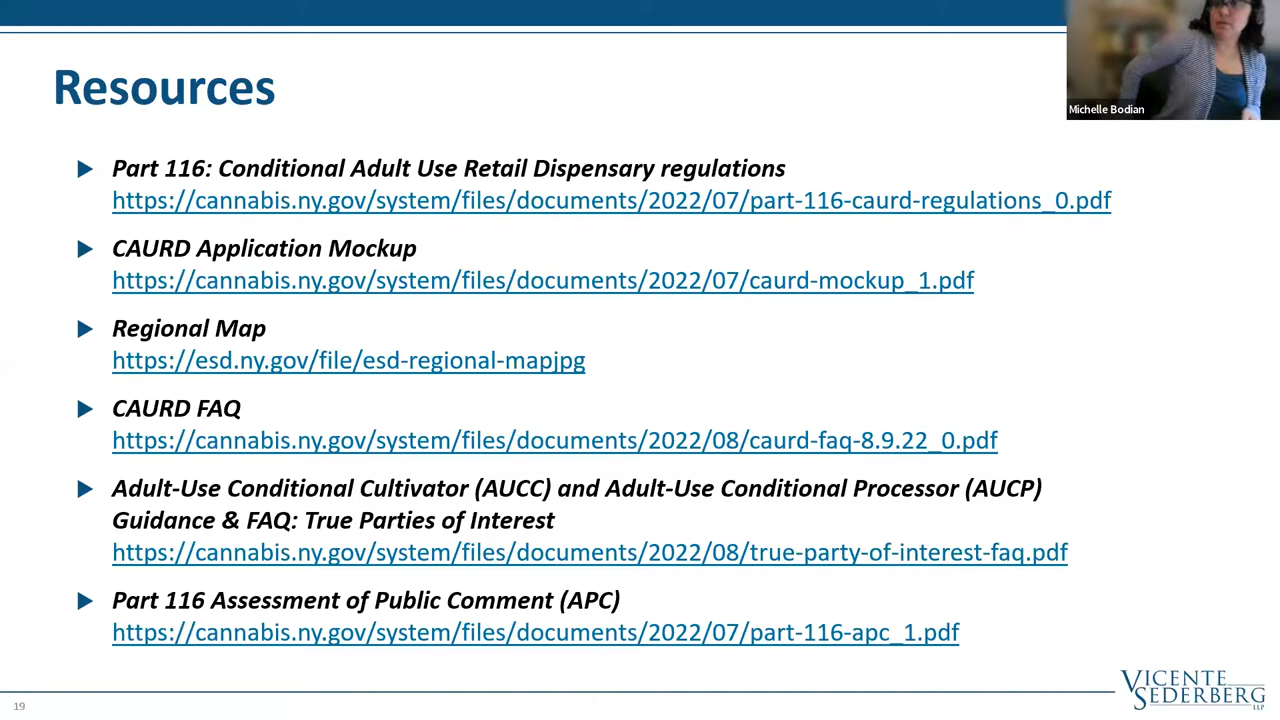 Resources
Michelle Bodian
Part 116: Conditional Adult Use Retail Dispensary regulations
https://cannabis.ny.gov/system/files/documents/2022/07/part-116-caurd-regulations_0.pdf
CAURD Application Mockup
https://cannabis.ny.gov/system/files/documents/2022/07/caurd-mockup_1.pdf
Regional Map
https://esd.ny.gov/file/esd-regional-mapjpg
CAURD FAQ
https://cannabis.ny.gov/system/files/documents/2022/08/caurd-faq-8.9.22_0.pdf
Adult-Use Conditional Cultivator (AUCC) and Adult-Use Conditional Processor (AUCP)
Guidance & FAQ: True Parties of Interest
https://cannabis.ny.gov/system/files/documents/2022/08/true-party-of-interest-faq.pdf
Part 116 Assessment of Public Comment (APC)
https://cannabis.ny.gov/system/files/documents/2022/07/part-116-apc_1.pdf
19
VICENTE
SEDERBERG
LLP